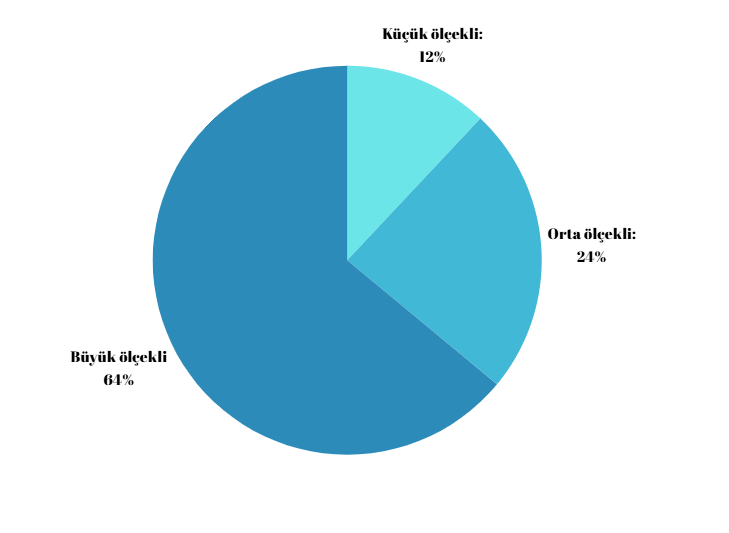 Küçük ölçekli:
12%
Orta ölçekli:
24%
Büyük ölçekli
64%